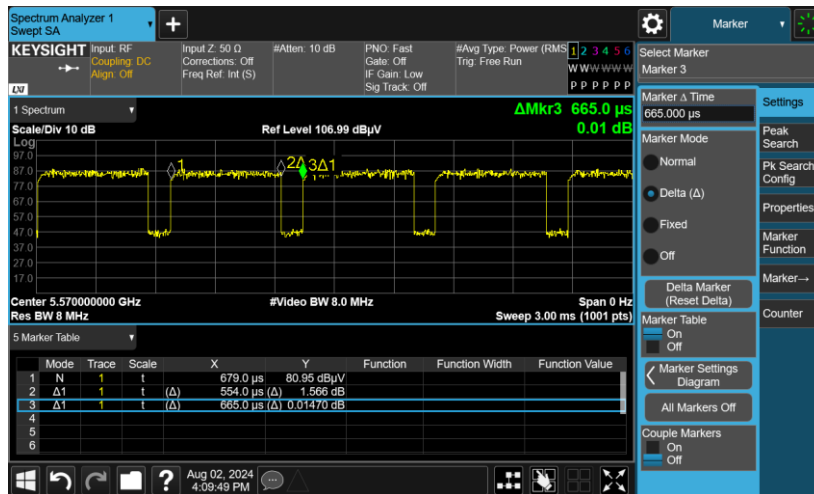 Spectrum Analyzer 1
Swept SA
Marker
KEYSIGHT
Input: RF
Coupling: DC
Align: Off
Input Z: 50 Ω
Corrections: Off
Freq Ref: Int (S)
#Atten: 10 dB
PNO: Fast
Gate: Off
IF Gain: Low
Sig Track: Off
#Avg Type: Power (RMS
Trig: Free Run
1 2 3 4 5 6
W W W W W W
P P P P P P
LXI
Select Marker
Marker 3
1 Spectrum
ΔMkr3 665.0 µs
0.01 dB
Scale/Div 10 dB
Ref Level 106.99 dBµV
Log
97.0
87.0
77.0
67.0
57.0
47.0
37.0
27.0
17.0
1
2Δ
3Δ1
Center 5.570000000 GHz
#Video BW 8.0 MHz
Span 0 Hz
Res BW 8 MHz
Sweep 3.00 ms (1001 pts)
5 Marker Table
Mode Trace Scale X Y Function Function Width Function Value
1 N 1 t 679.0 µs 80.95 dBµV
2 Δ1 1 t (Δ) 554.0 µs (Δ) 1.566 dB
3 Δ1 1 t (Δ) 665.0 µs (Δ) 0.01470 dB
4
5
6
Marker Δ Time
665.000 µs
Marker Mode
Normal
Delta (Δ)
Fixed
Off
Delta Marker
(Reset Delta)
Marker Table
On
Off
Marker Settings
Diagram
All Markers Off
Couple Markers
On
Off
Settings
Peak
Search
Pk Search
Config
Properties
Marker
Function
Marker→
Counter
?
Aug 02, 2024
4:09:49 PM